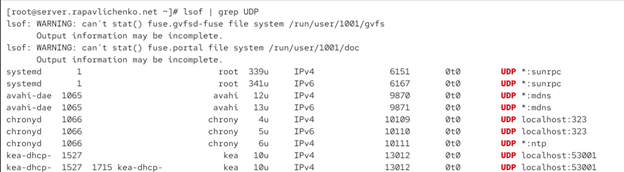 [root@server.rapavlichenko.net ~]# lsof | grep UDP
lsof: WARNING: can't stat() fuse.gvfsd-fuse file system /run/user/1001/gvfs
      Output information may be incomplete.
lsof: WARNING: can't stat() fuse.portal file system /run/user/1001/doc
      Output information may be incomplete.
systemd 1 root 339u IPv4 6151 0t0 UDP *:sunrpc
systemd 1 root 341u IPv6 6167 0t0 UDP *:sunrpc
avahi-dae 1065 avahi 12u IPv4 9870 0t0 UDP *:mdns
avahi-dae 1065 avahi 13u IPv6 9871 0t0 UDP *:mdns
chronyd 1066 chrony 4u IPv4 10109 0t0 UDP localhost:323
chronyd 1066 chrony 5u IPv6 10110 0t0 UDP localhost:323
chronyd 1066 chrony 6u IPv4 10111 0t0 UDP *:ntp
kea-dhcp- 1527 kea 10u IPv4 13012 0t0 UDP localhost:53001
kea-dhcp- 1527 1715 kea-dhcp- kea 10u IPv4 13012 0t0 UDP localhost:53001